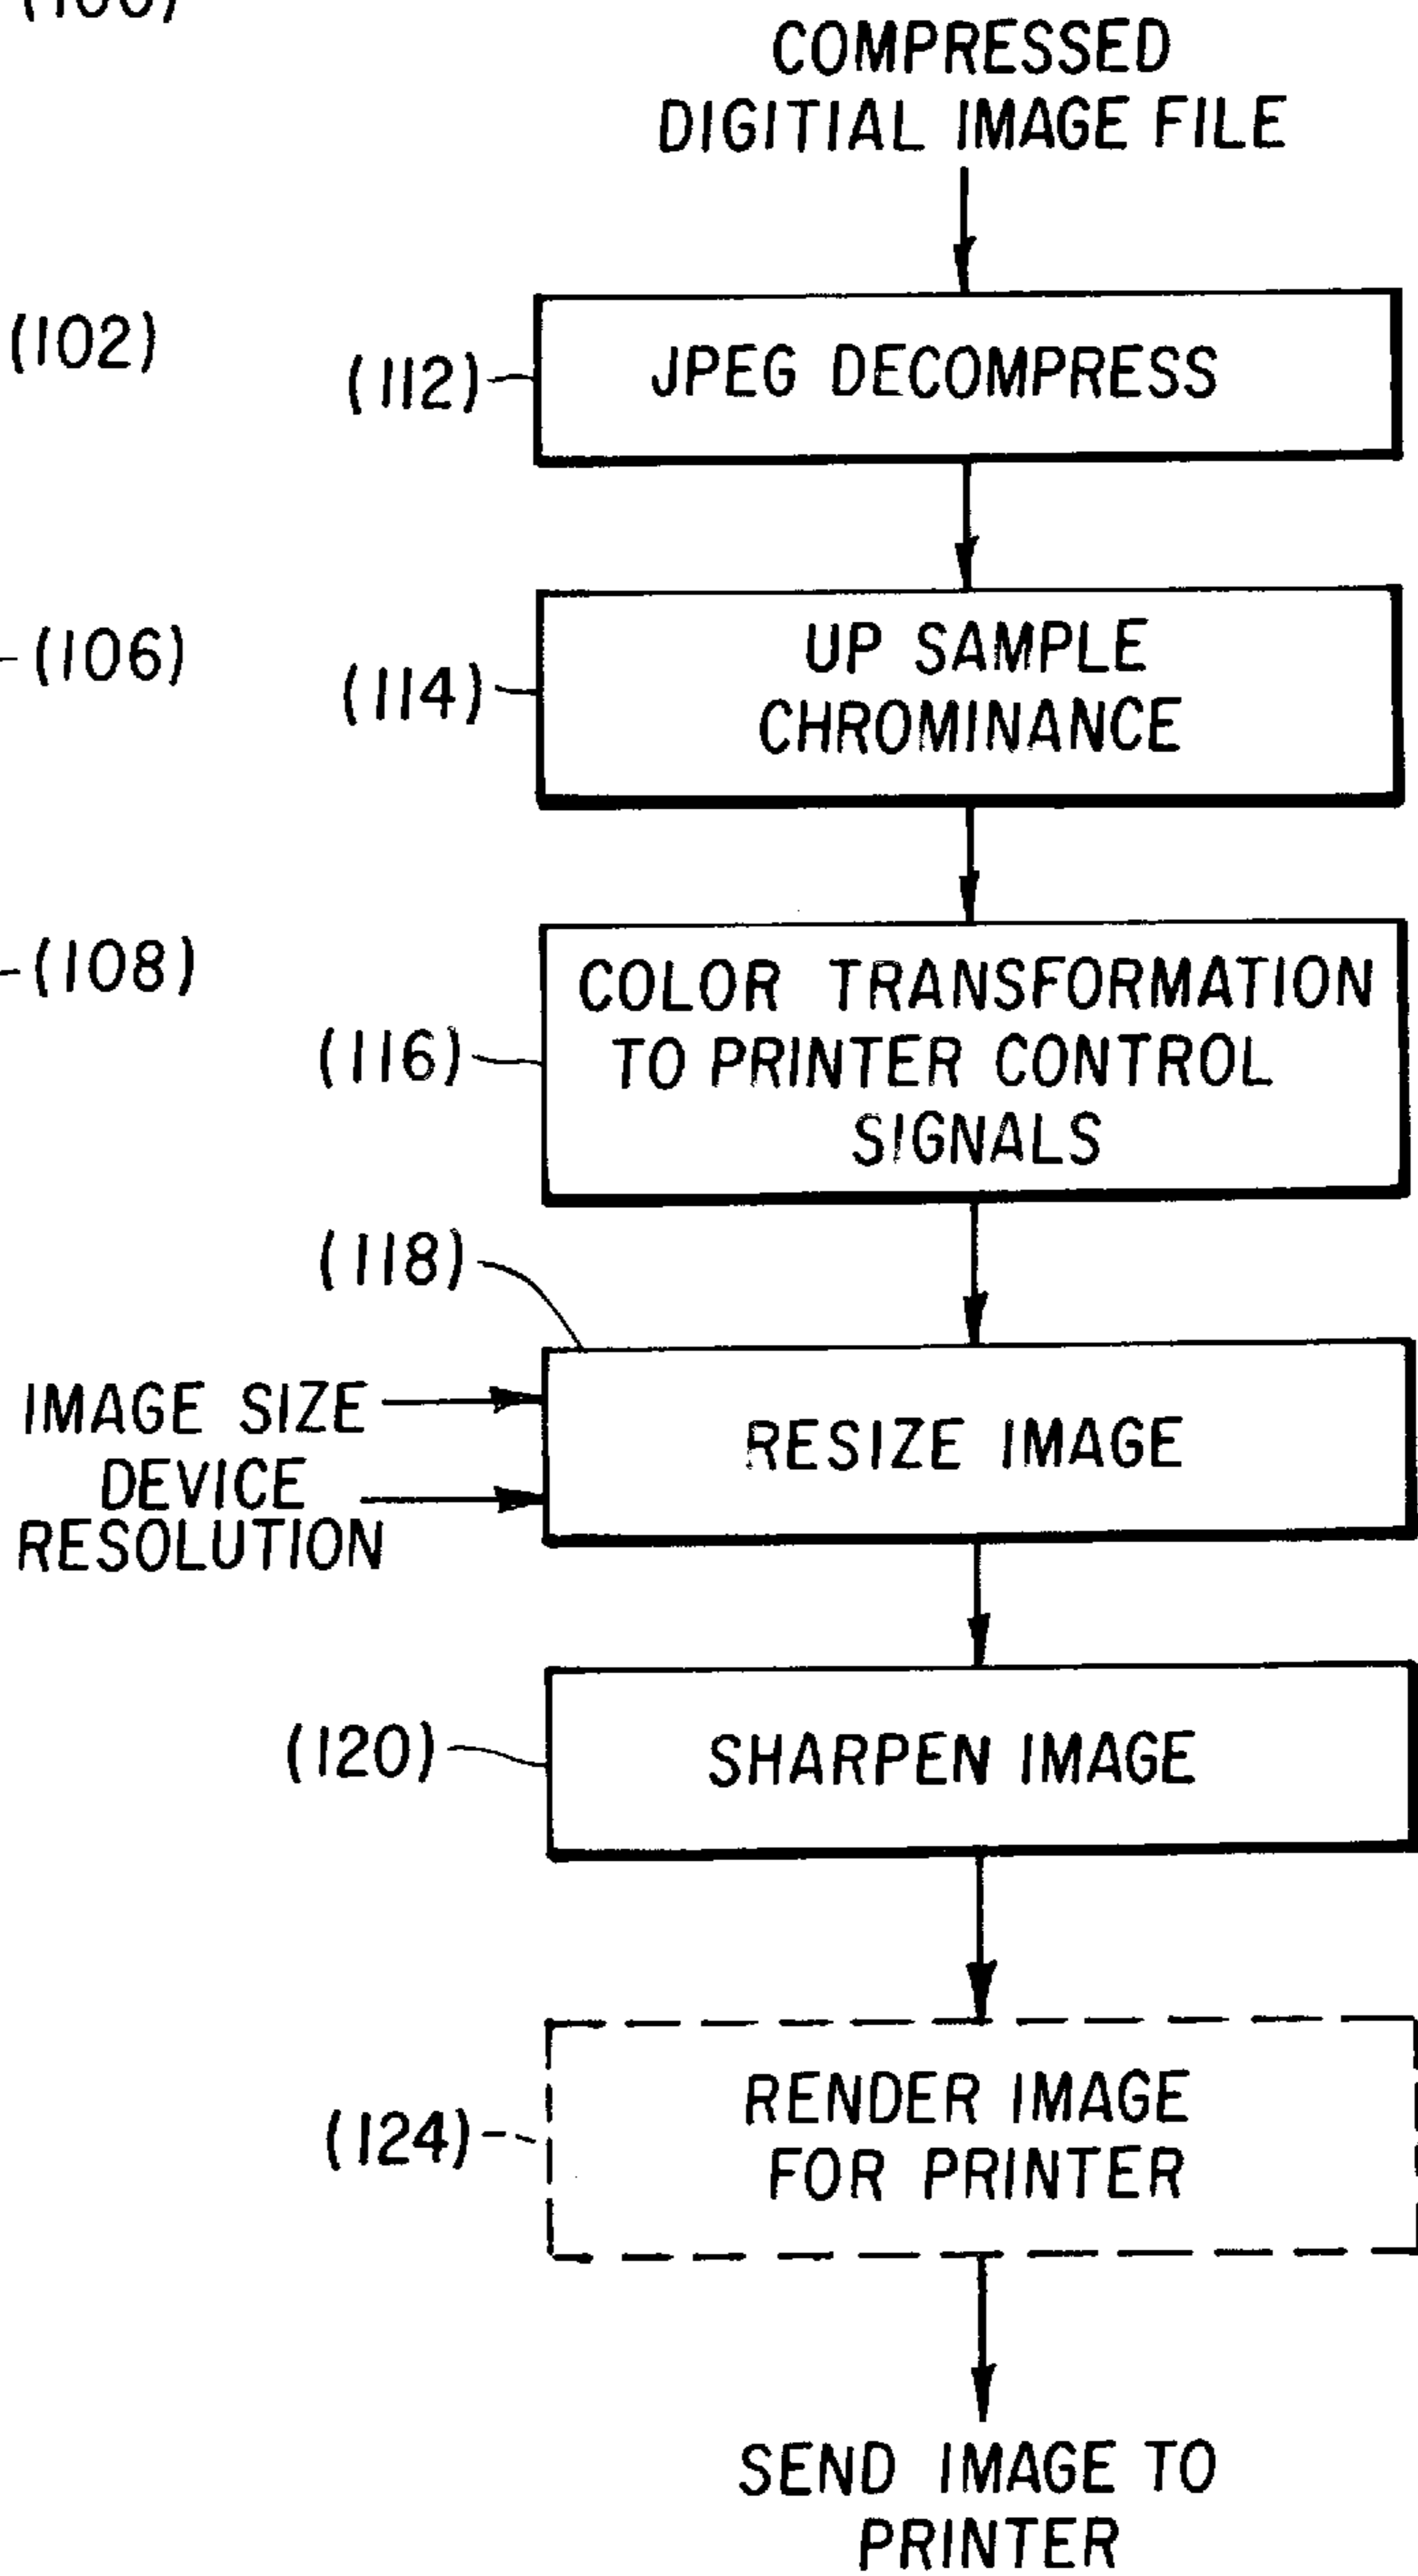 COMPRESSED
DIGITIAL IMAGE FILE
(102)
(112)
JPEG DECOMPRESS
(106)
(114)
UP SAMPLE
CHROMINANCE
(108)
(116)
COLOR TRANSFORMATION
TO PRINTER CONTROL
SIGNALS
(118)
IMAGE SIZE
DEVICE
RESOLUTION
RESIZE IMAGE
(120)
SHARPEN IMAGE
(124)
RENDER IMAGE
FOR PRINTER
SEND IMAGE TO
PRINTER